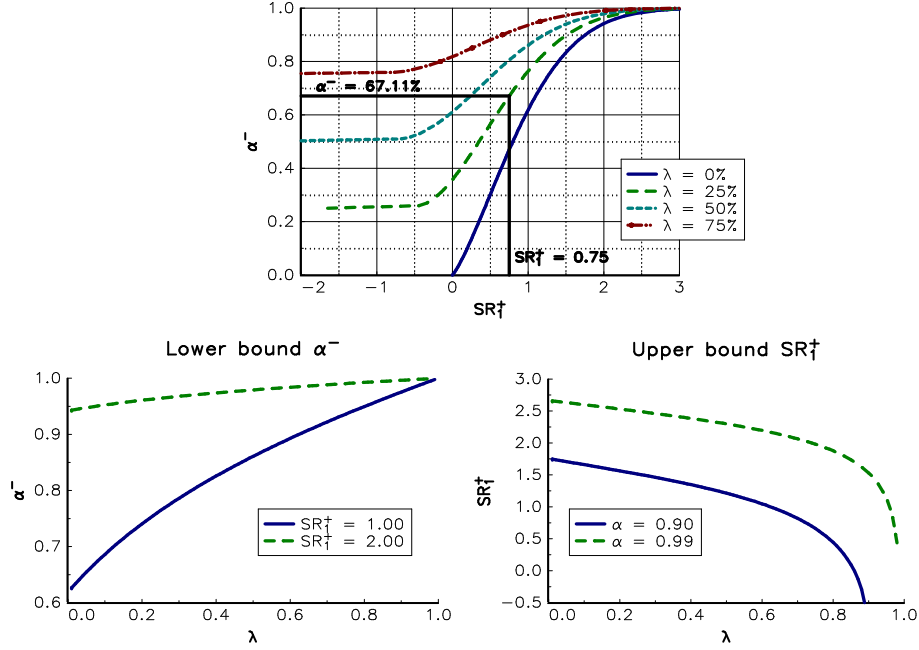 1.0
0.8
0.6
0.4
0.2
0.0
α⁻
α⁻ = 67.11%
SR₁⁺ = 0.75
λ = 0%
λ = 25%
λ = 50%
λ = 75%
−2 −1 0 1 2 3
SR₁⁺
Lower bound α⁻
1.0
0.9
0.8
0.7
0.6
α⁻
SR₁⁺ = 1.00
SR₁⁺ = 2.00
0.0 0.2 0.4 0.6 0.8 1.0
λ
Upper bound SR₁⁺
3.0
2.5
2.0
1.5
1.0
0.5
0.0
−0.5
SR₁⁺
α = 0.90
α = 0.99
0.0 0.2 0.4 0.6 0.8 1.0
λ